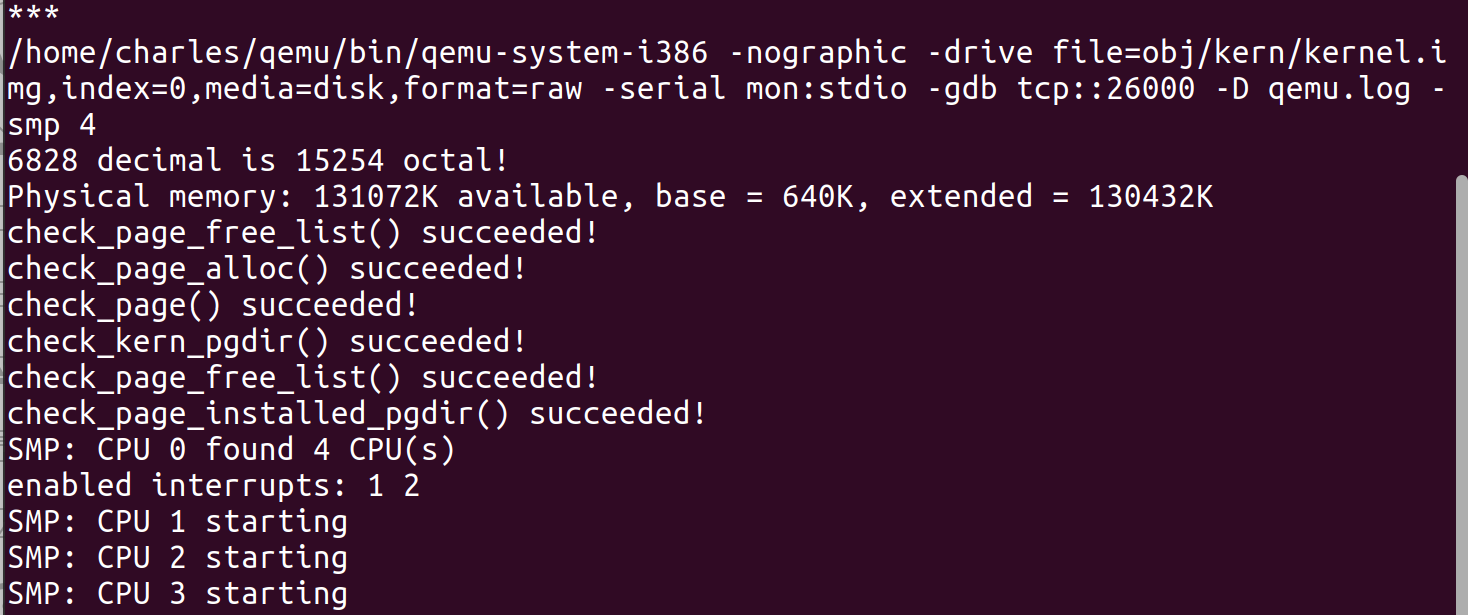 ***
/home/charles/qemu/bin/qemu-system-i386 -nographic -drive file=obj/kern/kernel.i
mg,index=0,media=disk,format=raw -serial mon:stdio -gdb tcp::26000 -D qemu.log -
smp 4
6828 decimal is 15254 octal!
Physical memory: 131072K available, base = 640K, extended = 130432K
check_page_free_list() succeeded!
check_page_alloc() succeeded!
check_page() succeeded!
check_kern_pgdir() succeeded!
check_page_free_list() succeeded!
check_page_installed_pgdir() succeeded!
SMP: CPU 0 found 4 CPU(s)
enabled interrupts: 1 2
SMP: CPU 1 starting
SMP: CPU 2 starting
SMP: CPU 3 starting